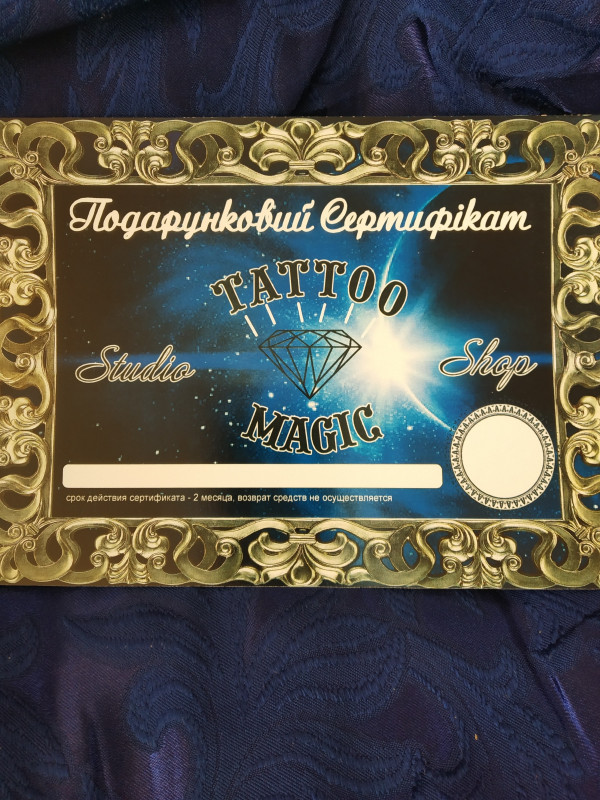 Подарунковий Сертифікат
TATTOO
Studio
Shop
MAGIC
срок действия сертификата - 2 месяца, возврат средств не осуществляется